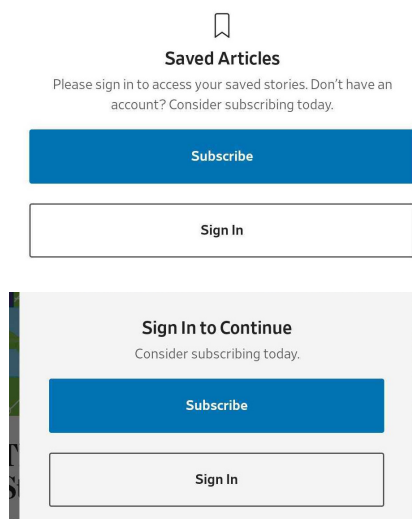 Saved Articles
Please sign in to access your saved stories. Don’t have an
account? Consider subscribing today.
Subscribe
Sign In
Sign In to Continue
Consider subscribing today.
Subscribe
Sign In